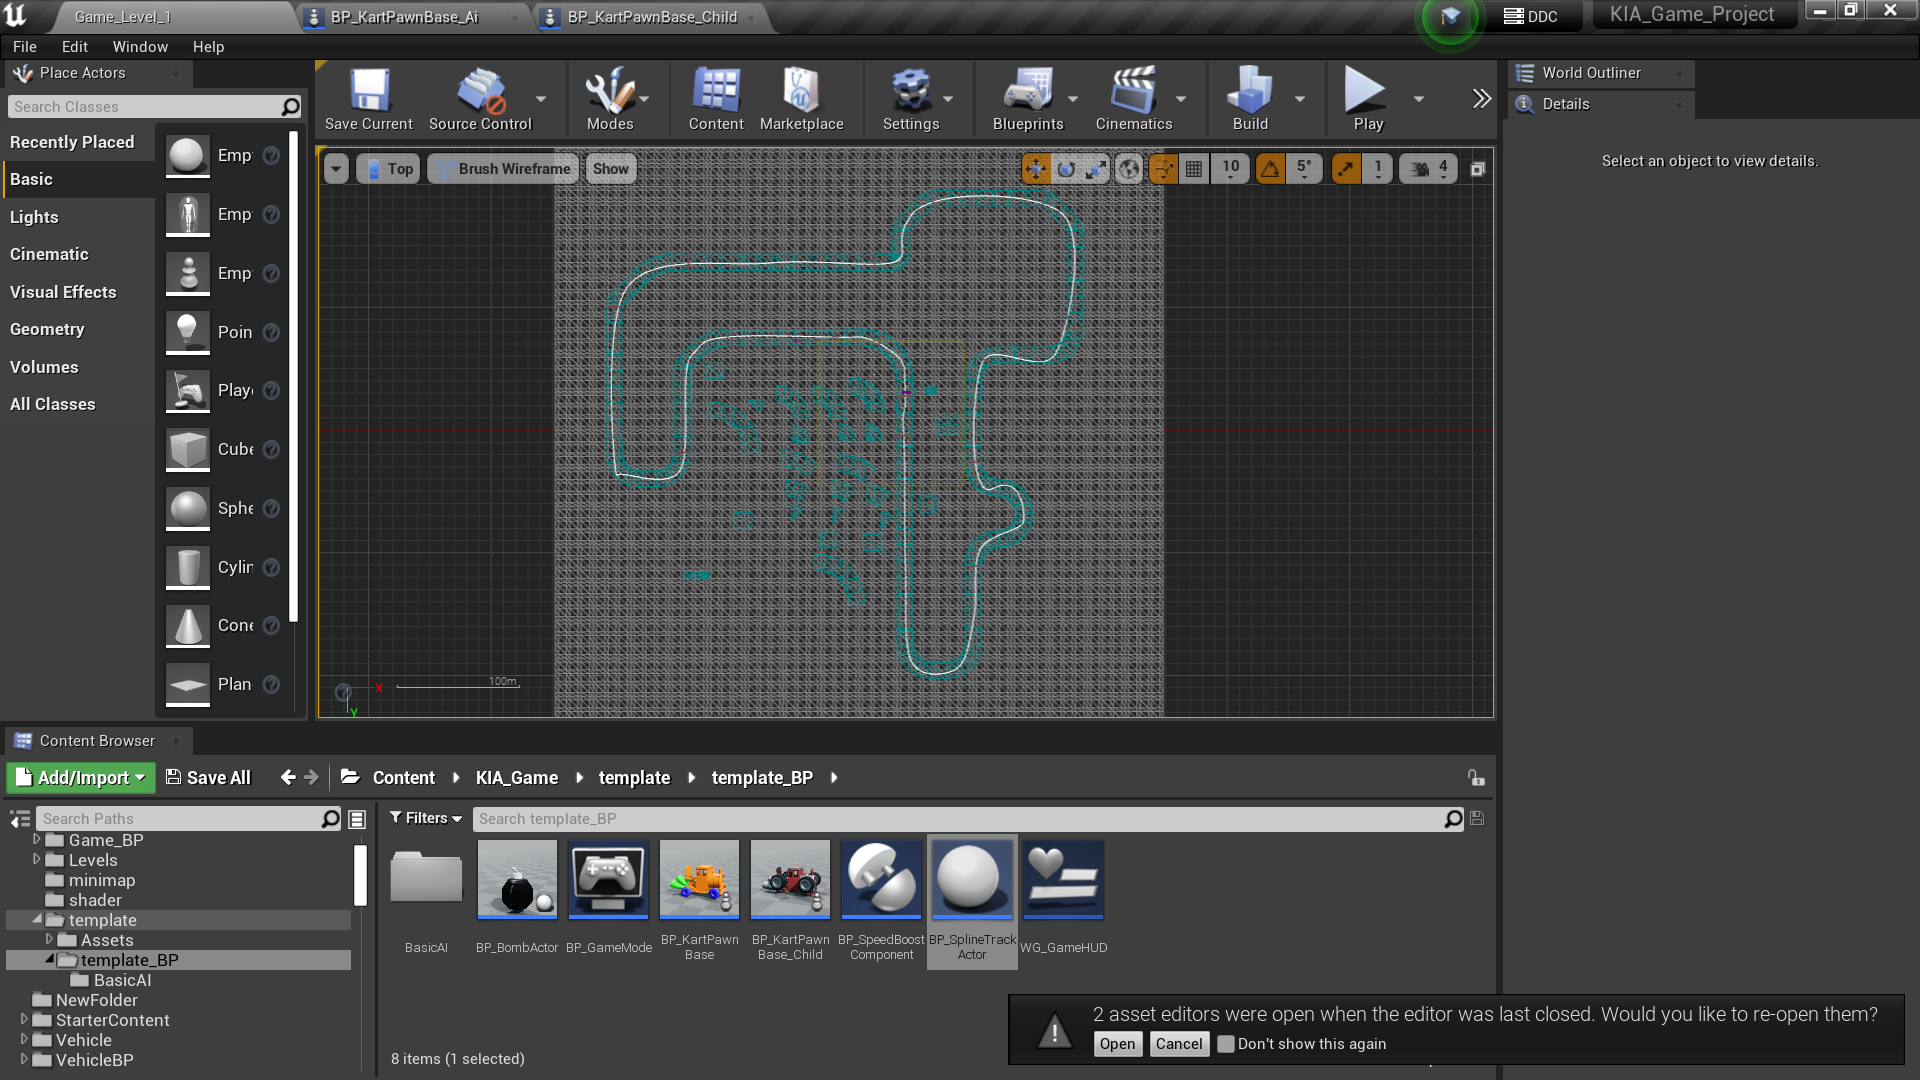 Game_Level_1
BP_KartPawnBase_Ai
BP_KartPawnBase_Child
DDC
KIA_Game_Project
File Edit Window Help
Place Actors
Search Classes
Recently Placed
Basic
Lights
Cinematic
Visual Effects
Geometry
Volumes
All Classes
Emp
Emp
Emp
Poin
Playe
Cube
Sphe
Cylin
Cone
Plan
Save Current
Source Control
Modes
Content
Marketplace
Settings
Blueprints
Cinematics
Build
Play
Top
Brush Wireframe
Show
10
5°
1
4
100m
X
Y
World Outliner
Details
Select an object to view details.
Content Browser
Add/Import
Save All
Content
KIA_Game
template
template_BP
Search Paths
Game_BP
Levels
minimap
shader
template
Assets
template_BP
BasicAI
NewFolder
StarterContent
Vehicle
VehicleBP
Filters
Search template_BP
BasicAI
BP_BombActor
BP_GameMode
BP_KartPawn
Base
BP_KartPawn
Base_Child
BP_SpeedBoost
Component
BP_SplineTrack
Actor
WG_GameHUD
8 items (1 selected)
2 asset editors were open when the editor was last closed. Would you like to re-open them?
Open
Cancel
Don't show this again